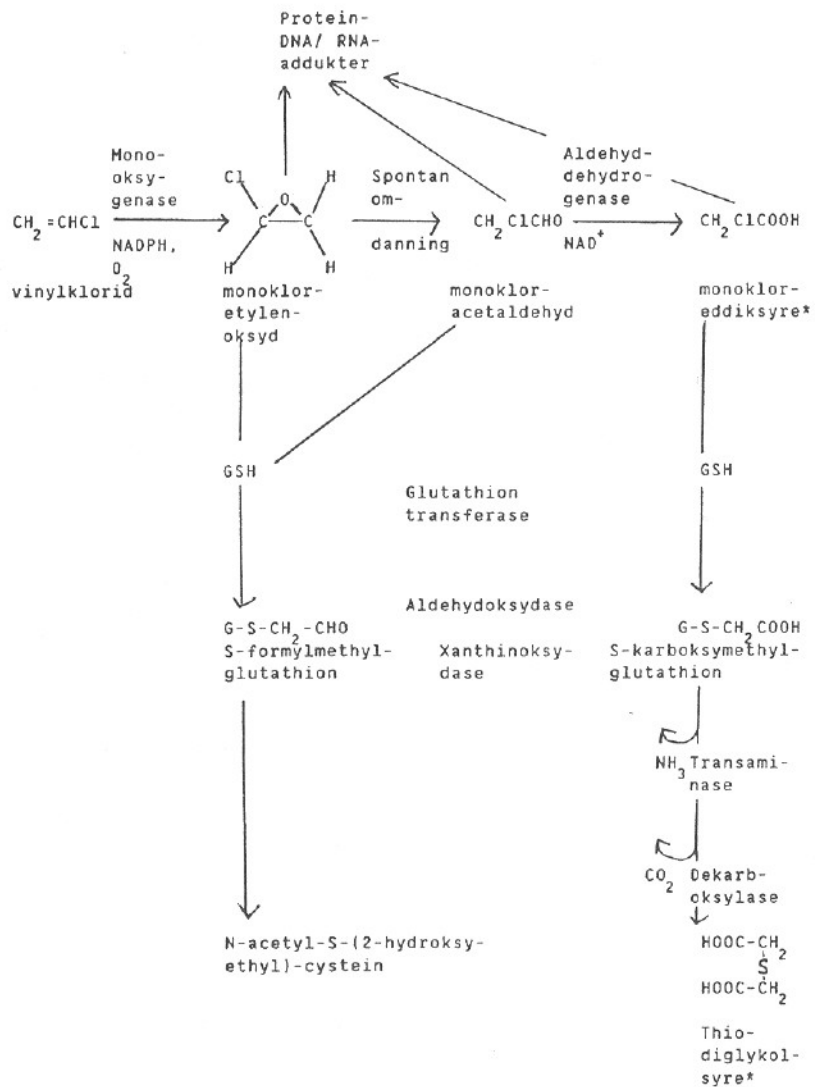 Protein-
DNA/ RNA-
addukter
Mono-
oksy-
genase
CH2=CHCl
NADPH,
O2
vinylklorid
Cl
H
O
C
C
H
H
monoklor-
etylen-
oksyd
Spontan
om-
danning
CH2ClCHO
monoklor-
acetaldehyd
Aldehyd-
dehydro-
genase
NAD+
CH2ClCOOH
monoklor-
eddiksyre*
GSH
GSH
Glutathion
transferase
Aldehydoksydase
G-S-CH2-CHO
S-formylmethyl-
glutathion
Xanthinoksy-
dase
G-S-CH2COOH
S-karboksymethyl-
glutathion
NH3 Transami-
nase
CO2 Dekarb-
oksylase
N-acetyl-S-(2-hydroksy-
ethyl)-cystein
HOOC-CH2
S
HOOC-CH2
Thio-
diglykol-
syre*